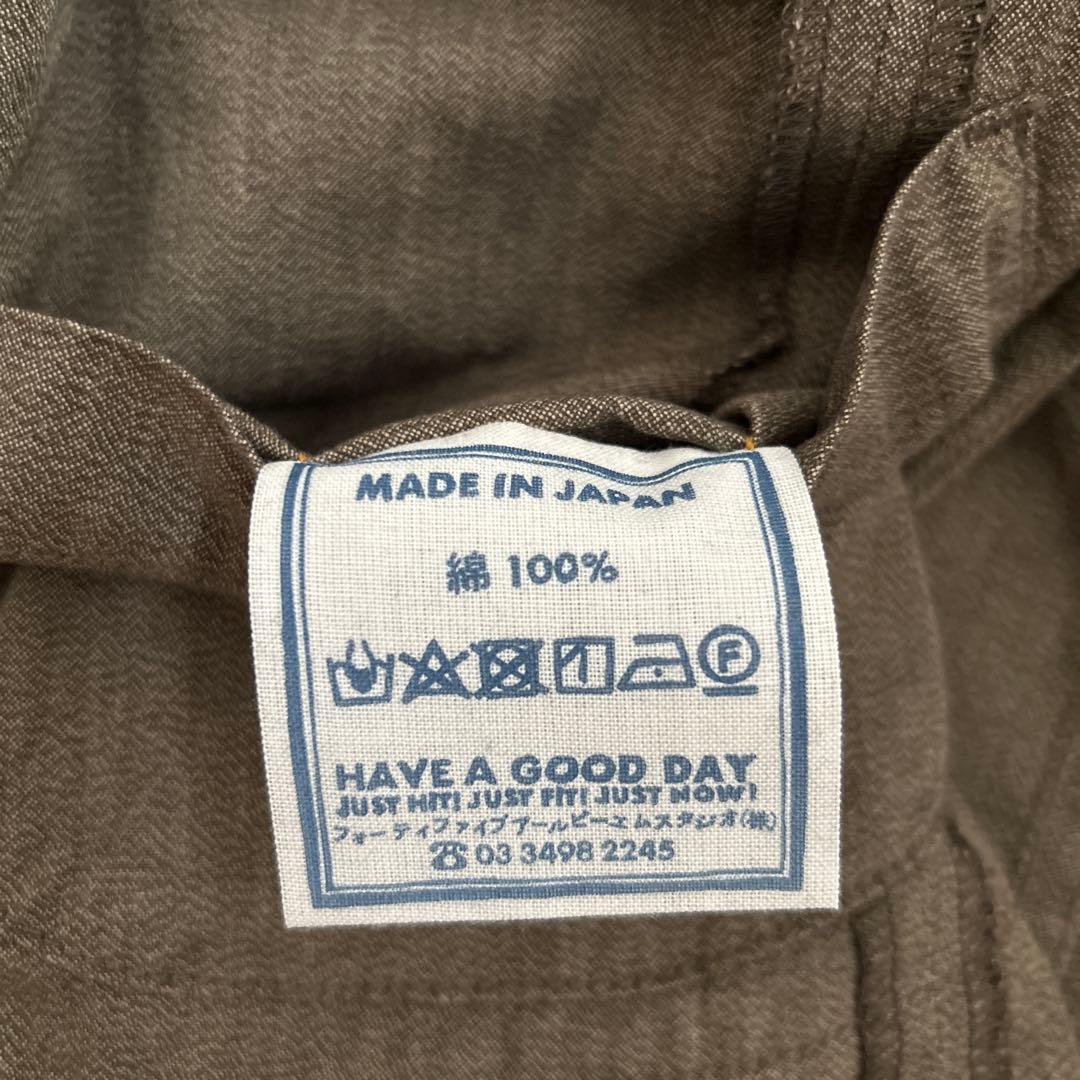 MADE IN JAPAN
綿 100%
F
HAVE A GOOD DAY
JUST HIT! JUST FIT! JUST NOW!
フォーティファイブアールピーエムスタジオ(株)
☎ 03 3498 2245